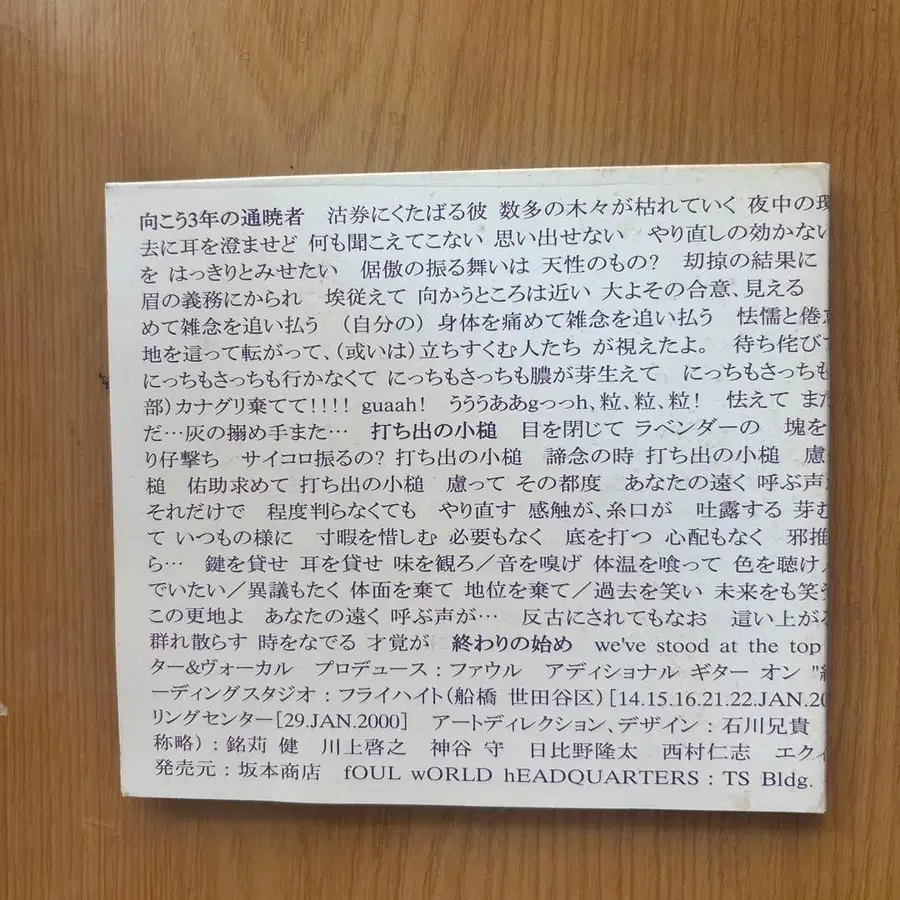 向こう3年の通暁者　沽券にくたばる彼 数多の木々が枯れていく 夜中の環
去に耳を澄ませど 何も聞こえてこない 思い出せない　やり直しの効かない
を はっきりとみせたい　倨傲の振る舞いは 天性のもの?　劫掠の結果に
眉の義務にかられ　埃従えて 向かうところは近い 大よその合意、見える
めて雑念を追い払う　（自分の）身体を痛めて雑念を追い払う　怯懦と倦怠
地を這って転がって、（或いは）立ちすくむ人たち が視えたよ。　待ち侘びて
にっちもさっちも行かなくて にっちもさっちも膿が芽生えて　にっちもさっちも
部）カナグリ棄てて!!!! guaah!　うううああgっっh、粒、粒、粒!　怯えて また
だ…灰の搦め手また…　打ち出の小槌　目を閉じて ラベンダーの　塊を
り仔撃ち　サイコロ振るの? 打ち出の小槌　諦念の時 打ち出の小槌　慮
槌　佑助求めて 打ち出の小槌　慮って その都度　あなたの遠く 呼ぶ声が
それだけで　程度判らなくても　やり直す 感触が、糸口が　吐露する 芽む
て いつもの様に　寸暇を惜しむ 必要もなく　底を打つ 心配もなく　邪推
ら…　鍵を貸せ 耳を貸せ 味を観ろ／音を嗅げ 体温を喰って 色を聴け
でいたい／異議もたく 体面を棄て 地位を棄て／過去を笑い 未来をも笑
この更地よ　あなたの遠く 呼ぶ声が…　反古にされてもなお　這い上がる
群れ散らす 時をなでる 才覚が　終わりの始め　we've stood at the top
ター&ヴォーカル　プロデュース：ファウル　アディショナル ギター オン "終
ーディングスタジオ：フライハイト（船橋 世田谷区）[14.15.16.21.22.JAN.20
リングセンター[29.JAN.2000]　アートディレクション、デザイン：石川兄貴
称略）：銘苅 健　川上啓之　神谷 守　日比野隆太　西村仁志　エクィ
発売元：坂本商店　fOUL wORLD hEADQUARTERS : TS Bldg.